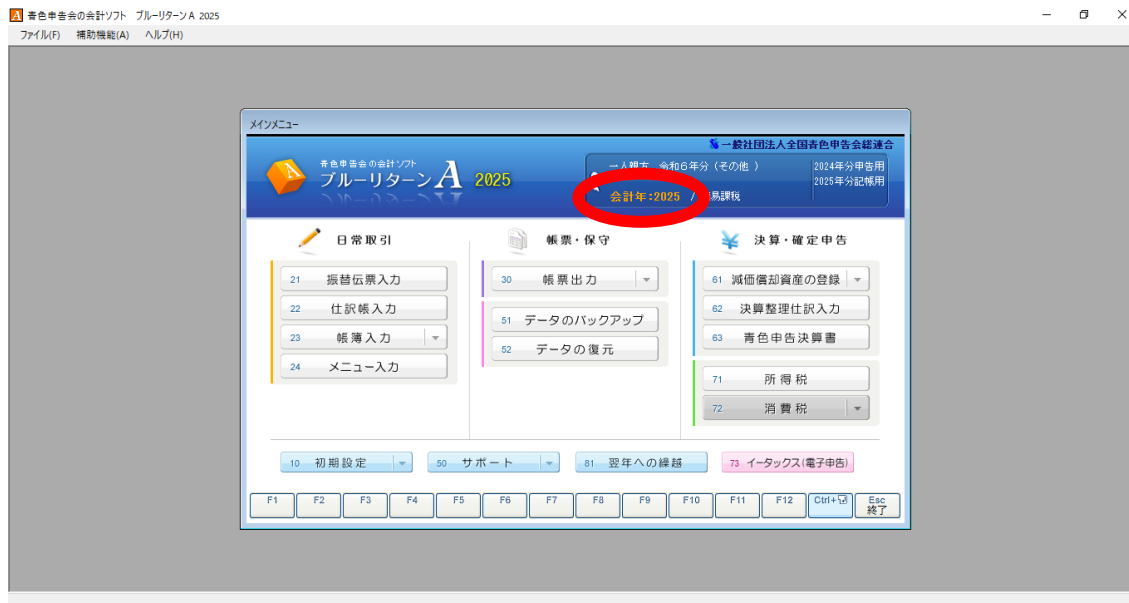 青色申告会の会計ソフト ブルーリターンA 2025
ファイル(F) 補助機能(A) ヘルプ(H)
メインメニュー
一般社団法人全国青色申告会総連合
青色申告会の会計ソフト
ブルーリターンA 2025
一人親方 令和6年分(その他 )
2024年分申告用
2025年分記帳用
会計年:2025 / 易課税
日常取引
21 振替伝票入力
22 仕訳帳入力
23 帳簿入力
24 メニュー入力
帳票・保守
30 帳票出力
51 データのバックアップ
52 データの復元
決算・確定申告
61 減価償却資産の登録
62 決算整理仕訳入力
63 青色申告決算書
71 所得税
72 消費税
10 初期設定
50 サポート
81 翌年への繰越
73 イータックス(電子申告)
F1 F2 F3 F4 F5 F6 F7 F8 F9 F10 F11 F12 Ctrl+ Esc
終了